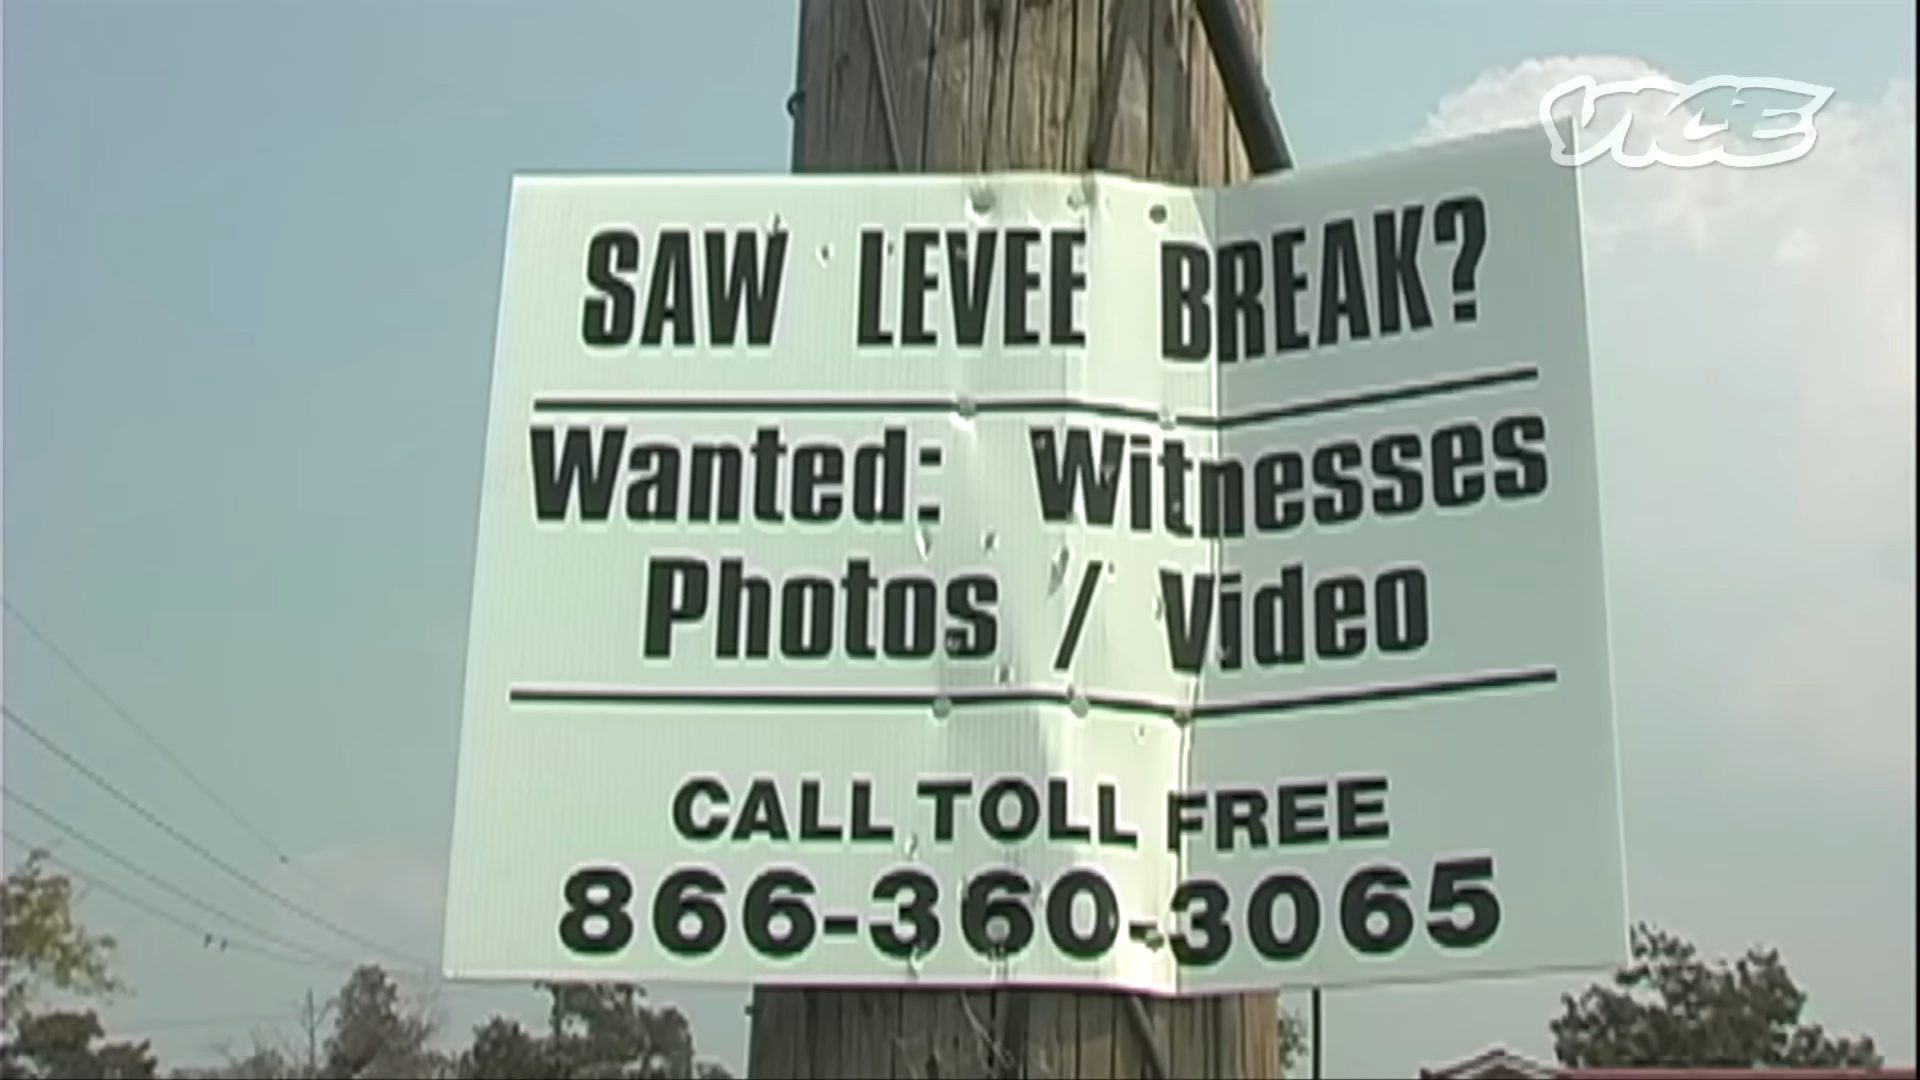 VICE
SAW LEVEE BREAK?
Wanted: Witnesses
Photos / Video
CALL TOLL FREE
866-360-3065